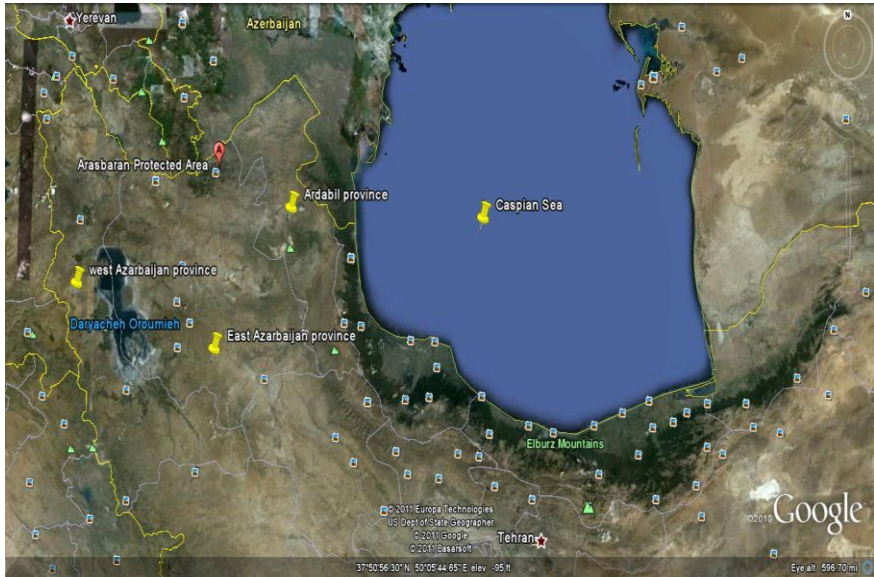 Yerevan
Azerbaijan
N
A
Arasbaran Protected Area
Ardabil province
Caspian Sea
west Azarbaijan province
Daryacheh Oroumieh
East Azarbaijan province
Elburz Mountains
© 2011 Europa Technologies
US Dept of State Geographer
© 2011 Google
© 2011 Basarsoft
©2010 Google
Tehran
37°50'56.30" N 50°05'44.65" E elev -95 ft
Eye alt 596.70 mi